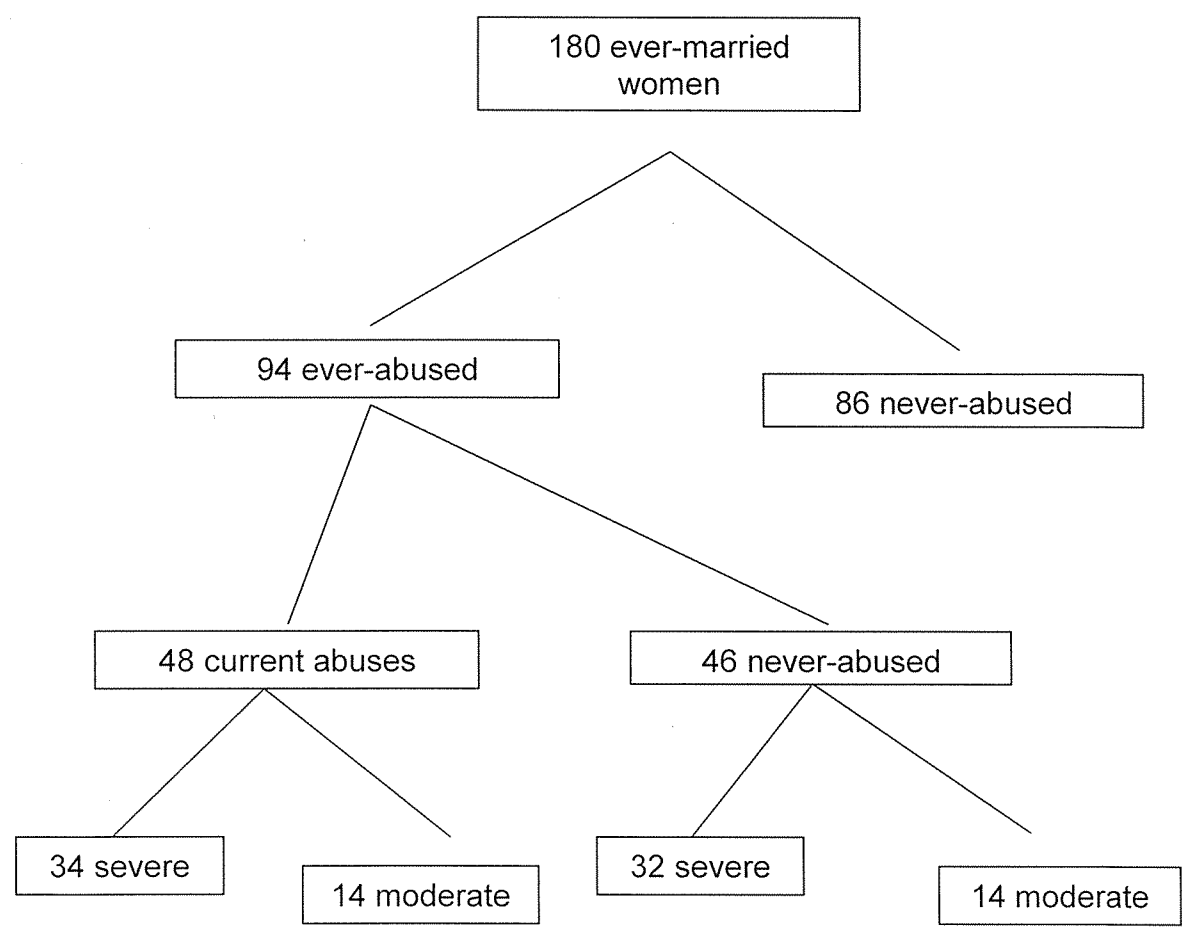 180 ever-married
women
94 ever-abused
86 never-abused
48 current abuses
46 never-abused
34 severe
14 moderate
32 severe
14 moderate